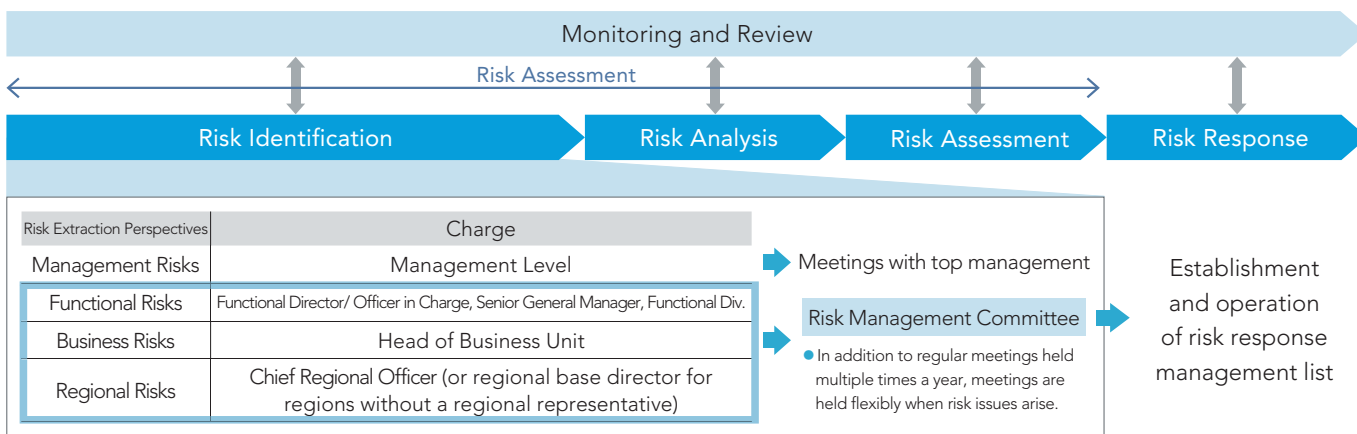 Monitoring and Review
Risk Assessment
Risk Identification
Risk Analysis
Risk Assessment
Risk Response
Risk Extraction Perspectives
Charge
Management Risks
Management Level
Functional Risks
Functional Director/ Officer in Charge, Senior General Manager, Functional Div.
Business Risks
Head of Business Unit
Regional Risks
Chief Regional Officer (or regional base director for
regions without a regional representative)
Meetings with top management
Risk Management Committee
● In addition to regular meetings held
multiple times a year, meetings are
held flexibly when risk issues arise.
Establishment
and operation
of risk response
management list